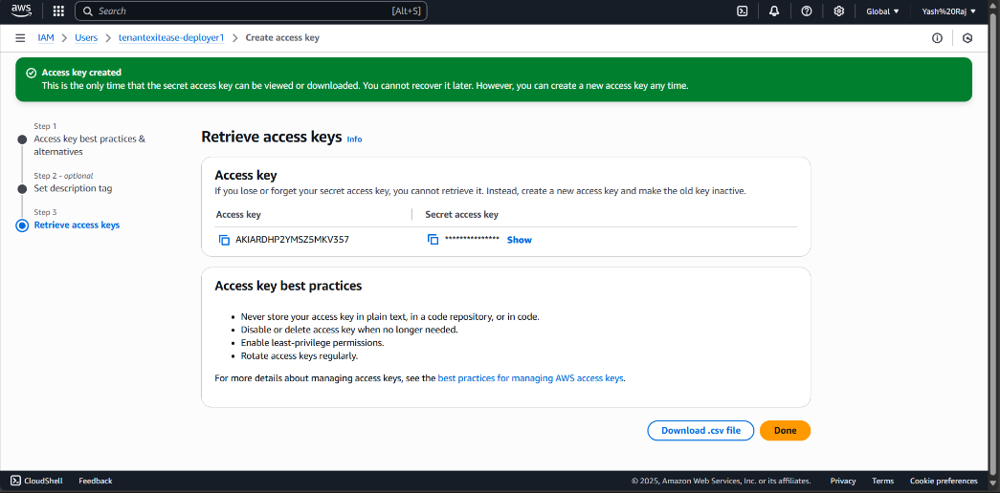 aws
Search [Alt+S] Global Yash%20Raj
IAM > Users > tenantexitease-deployer1 > Create access key
Access key created
This is the only time that the secret access key can be viewed or downloaded. You cannot recover it later. However, you can create a new access key any time.
Step 1
Access key best practices &
alternatives
Step 2 - optional
Set description tag
Step 3
Retrieve access keys
Retrieve access keys Info
Access key
If you lose or forget your secret access key, you cannot retrieve it. Instead, create a new access key and make the old key inactive.
Access key Secret access key
AKIARDHP2YMSZ5MKV357 *************** Show
Access key best practices
• Never store your access key in plain text, in a code repository, or in code.
• Disable or delete access key when no longer needed.
• Enable least-privilege permissions.
• Rotate access keys regularly.
For more details about managing access keys, see the best practices for managing AWS access keys.
Download .csv file Done
CloudShell Feedback © 2025, Amazon Web Services, Inc. or its affiliates. Privacy Terms Cookie preferences